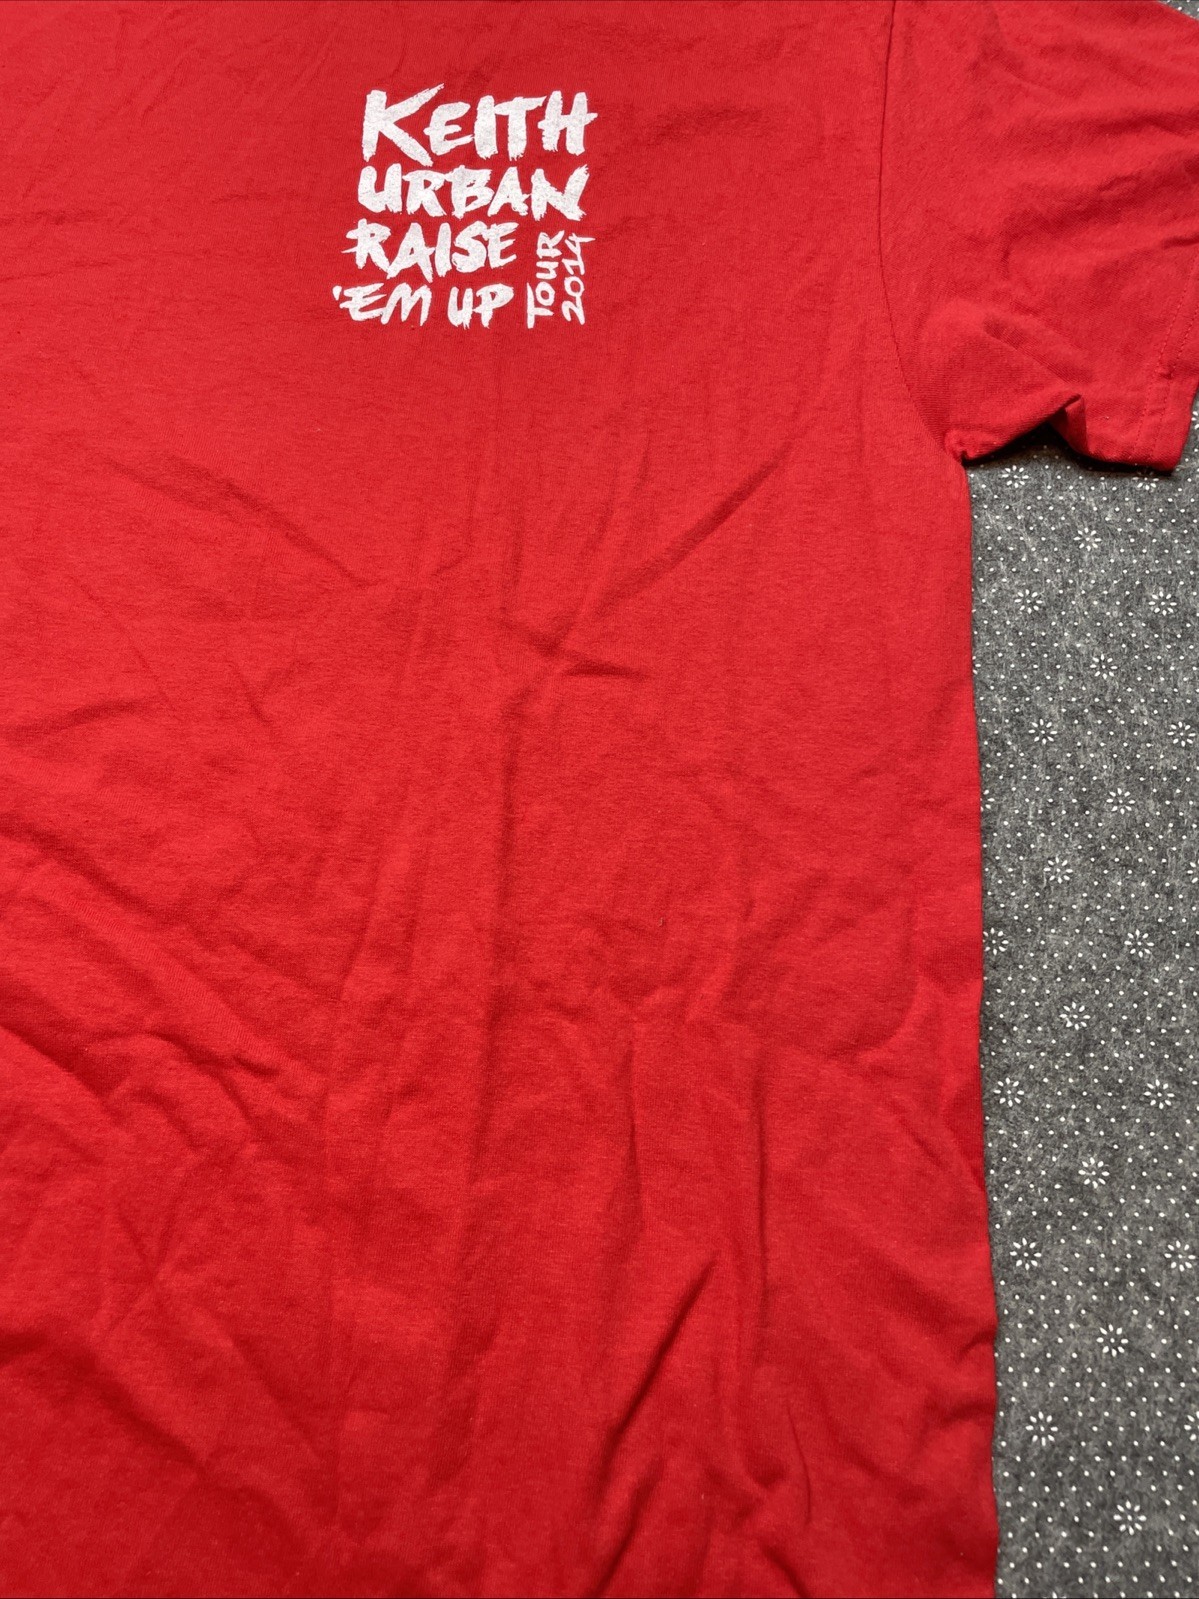 KEITH
URBAN
RAISE
'EM UP
TOUR
2014